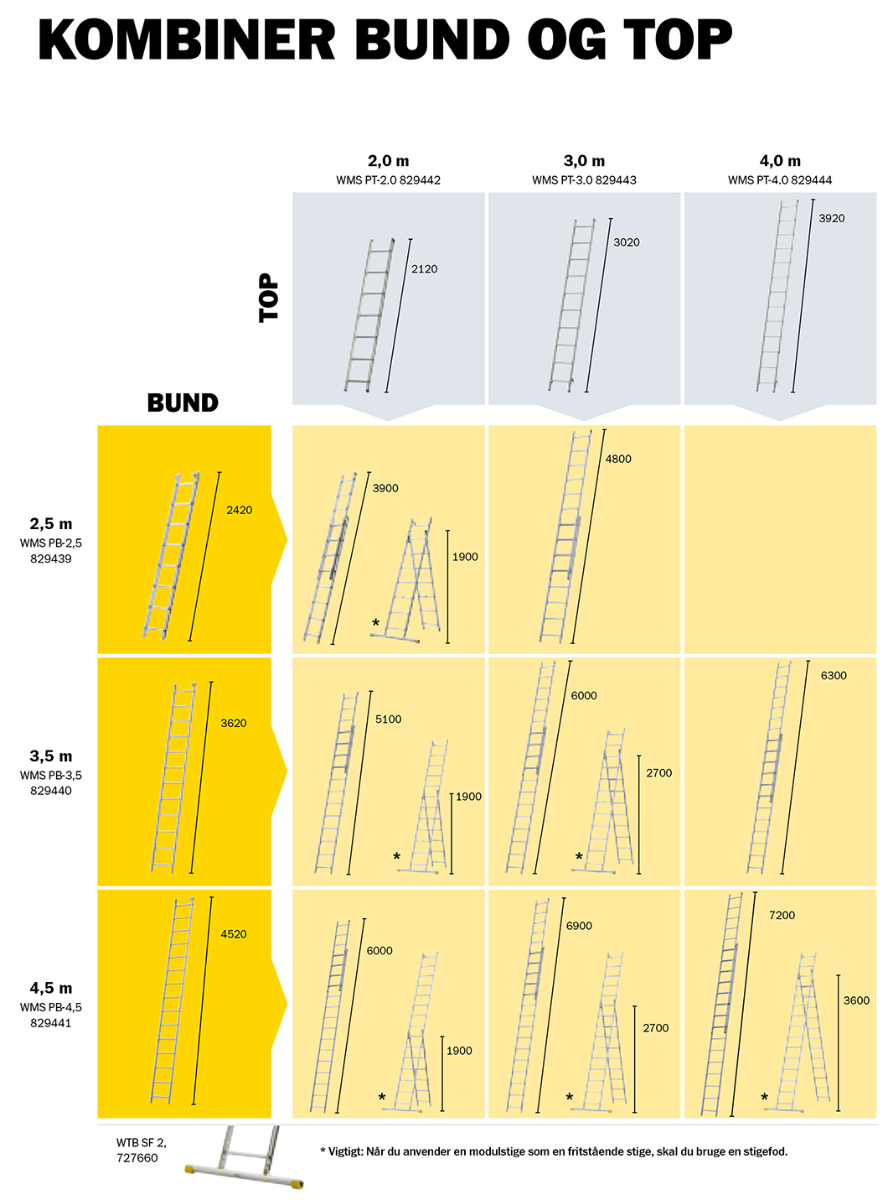 KOMBINER BUND OG TOP
2,0 m
WMS PT-2.0 829442
3,0 m
WMS PT-3.0 829443
4,0 m
WMS PT-4.0 829444
TOP
2120
3020
3920
BUND
2,5 m
WMS PB-2,5
829439
2420
3900
1900
*
4800
3,5 m
WMS PB-3,5
829440
3620
5100
1900
*
6000
2700
*
6300
4,5 m
WMS PB-4,5
829441
4520
6000
1900
*
6900
2700
*
7200
3600
*
WTB SF 2,
727660
* Vigtigt: Når du anvender en modulstige som en fritstående stige, skal du bruge en stigefod.